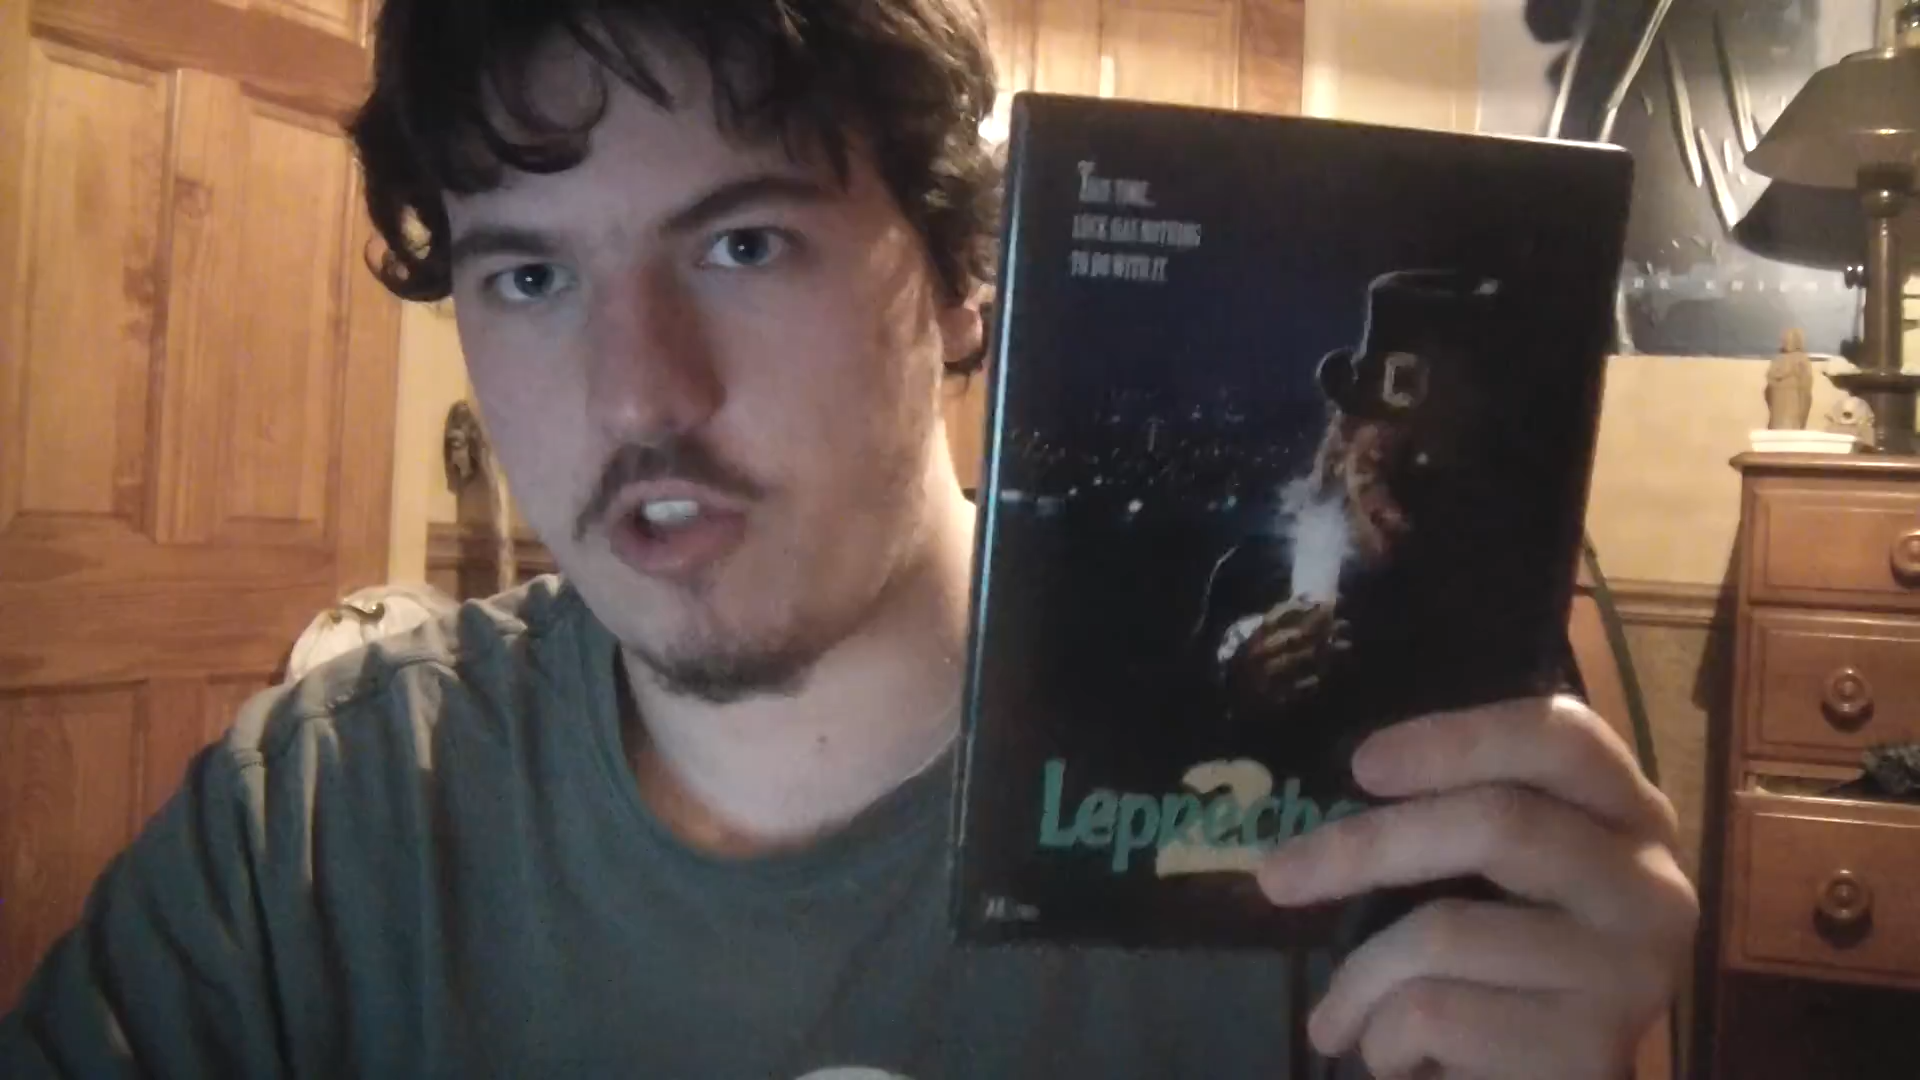 THIS TIME,
LUCK HAS NOTHING
TO DO WITH IT.
Leprecha
2